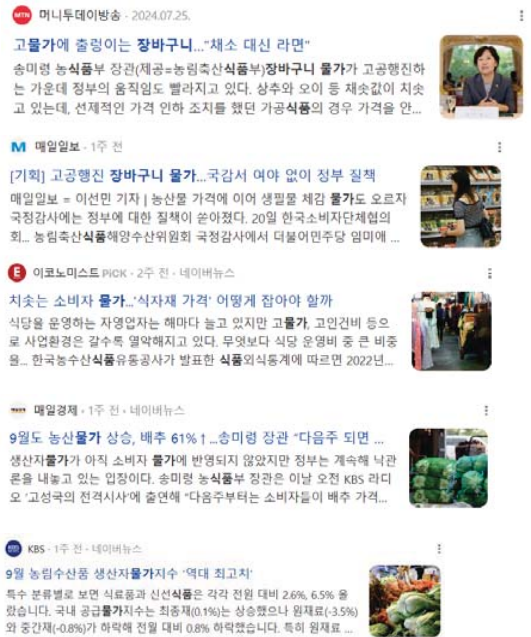 MTN 머니투데이방송 · 2024.07.25.
고물가에 출렁이는 장바구니..."채소 대신 라면"
송미령 농식품부 장관(제공=농림축산식품부)장바구니 물가가 고공행진하
는 가운데 정부의 움직임도 빨라지고 있다. 상추와 오이 등 채솟값이 치솟
고 있는데, 선제적인 가격 인하 조치를 했던 가공식품의 경우 가격을 안...
M 매일일보 · 1주 전
[기획] 고공행진 장바구니 물가...국감서 여야 없이 정부 질책
매일일보 = 이선민 기자 | 농산물 가격에 이어 생필물 체감 물가도 오르자
국정감사에는 정부에 대한 질책이 쏟아졌다. 20일 한국소비자단체협의
회... 농림축산식품해양수산위원회 국정감사에서 더불어민주당 임미애 ...
E 이코노미스트 PiCK · 2주 전 · 네이버뉴스
치솟는 소비자 물가...'식자재 가격' 어떻게 잡아야 할까
식당을 운영하는 자영업자는 해마다 늘고 있지만 고물가, 고인건비 등으
로 사업환경은 갈수록 열악해지고 있다. 무엇보다 식당 운영비 중 큰 비중
을... 한국농수산식품유통공사가 발표한 식품외식통계에 따르면 2022년...
매일경제 · 1주 전 · 네이버뉴스
9월도 농산물가 상승, 배추 61%↑...송미령 장관 "다음주 되면 ...
생산자물가가 아직 소비자 물가에 반영되지 않았지만 정부는 계속해 낙관
론을 내놓고 있는 입장이다. 송미령 농식품부 장관은 이날 오전 KBS 라디
오 '고성국의 전격시사'에 출연해 "다음주부터는 소비자들이 배추 가격...
KBS KBS · 1주 전 · 네이버뉴스
9월 농림수산품 생산자물가지수 '역대 최고치'
특수 분류별로 보면 식료품과 신선식품은 각각 전원 대비 2.6%, 6.5% 올
랐습니다. 국내 공급물가지수는 최종재(0.1%)는 상승했으나 원재료(-3.5%)
와 중간재(-0.8%)가 하락해 전월 대비 0.8% 하락했습니다. 특히 원재료 ...